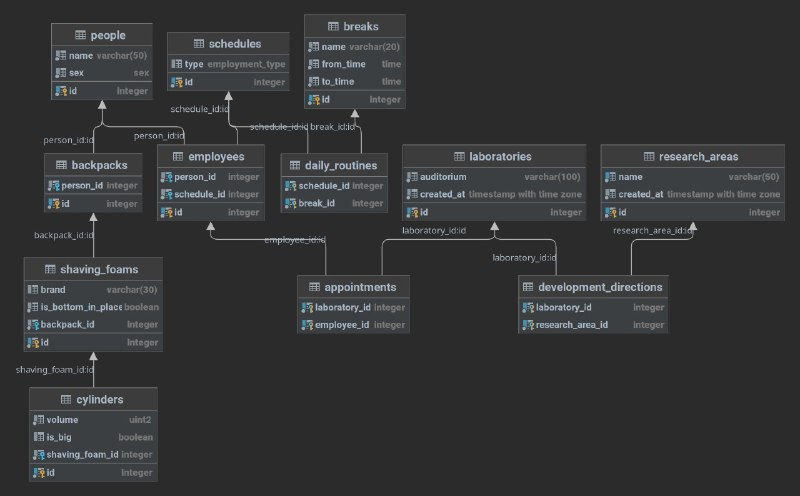 people
name varchar(50)
sex sex
id integer
schedules
type employment_type
id integer
breaks
name varchar(20)
from_time time
to_time time
id integer
person_id:id
person_id:id
schedule_id:id
schedule_id:id
break_id:id
backpacks
person_id integer
id integer
employees
person_id integer
schedule_id integer
id integer
daily_routines
schedule_id integer
break_id integer
laboratories
auditorium varchar(100)
created_at timestamp with time zone
id integer
research_areas
name varchar(50)
created_at timestamp with time zone
id integer
backpack_id:id
employee_id:id
laboratory_id:id
laboratory_id:id
research_area_id:id
shaving_foams
brand varchar(30)
is_bottom_in_place boolean
backpack_id integer
id integer
appointments
laboratory_id integer
employee_id integer
development_directions
laboratory_id integer
research_area_id integer
shaving_foam_id:id
cylinders
volume uint2
is_big boolean
shaving_foam_id integer
id integer